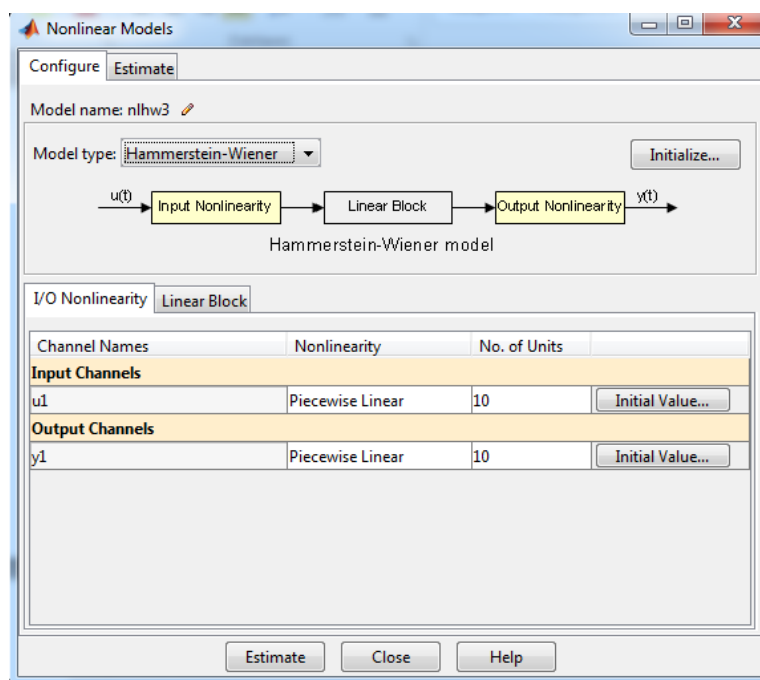 Nonlinear Models
Configure Estimate
Model name: nlhw3
Model type: Hammerstein-Wiener Initialize...
u(t) Input Nonlinearity Linear Block Output Nonlinearity y(t)
Hammerstein-Wiener model
I/O Nonlinearity Linear Block
Channel Names Nonlinearity No. of Units
Input Channels
u1 Piecewise Linear 10 Initial Value...
Output Channels
y1 Piecewise Linear 10 Initial Value...
Estimate Close Help